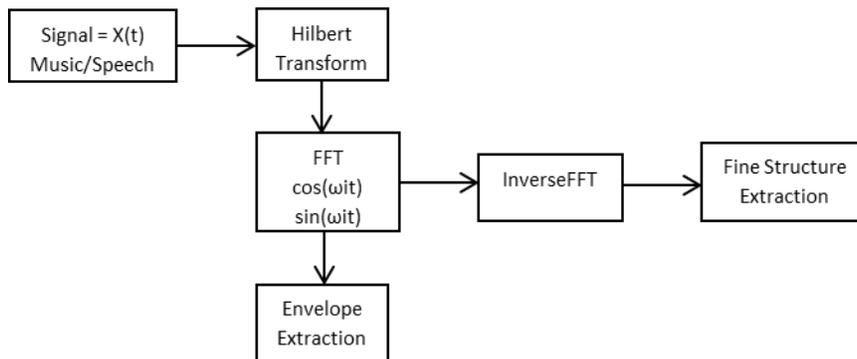 Signal = X(t)
Music/Speech
Hilbert
Transform
FFT
cos(ωit)
sin(ωit)
InverseFFT
Fine Structure
Extraction
Envelope
Extraction